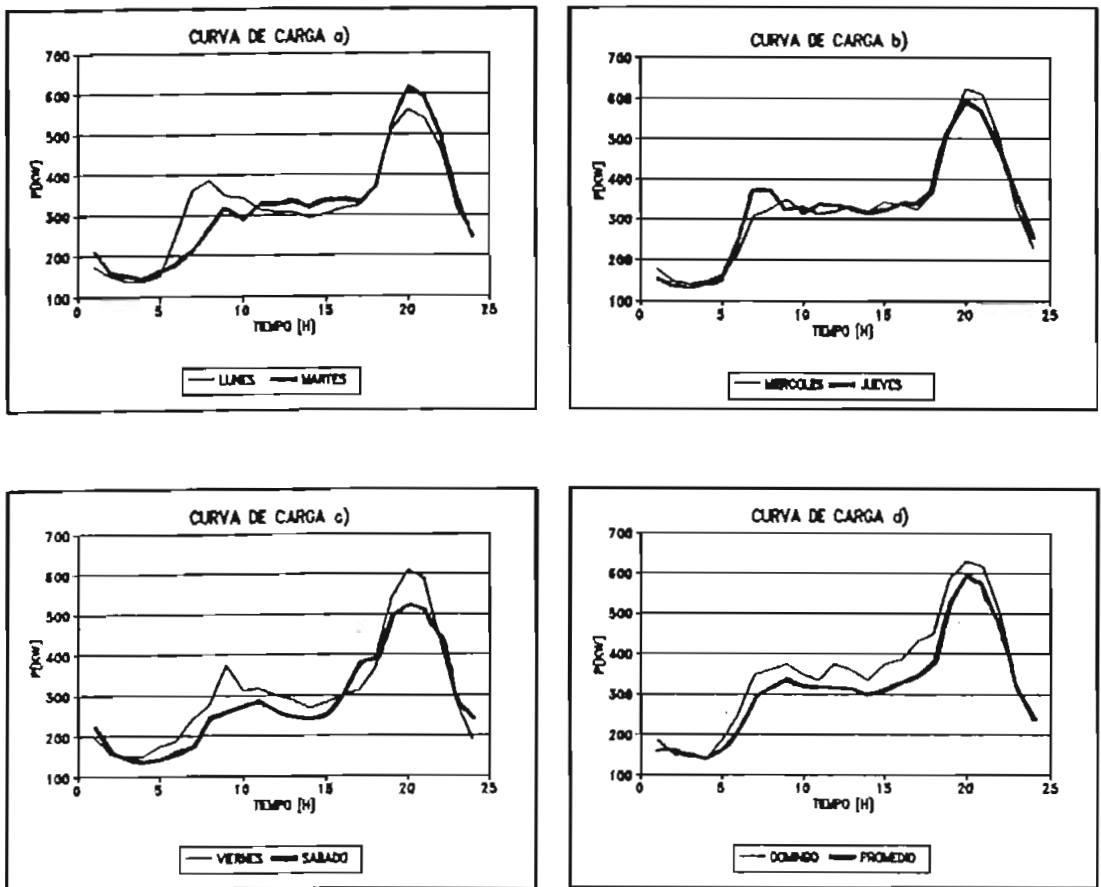 CURVA DE CARGA a)
700
600
500
400
300
200
100
P[KW]
0 5 10 15 20 25
TIEMPO [H]
LUNES MARTES
CURVA DE CARGA b)
700
600
500
400
300
200
100
P[KW]
0 5 10 15 20 25
TIEMPO [H]
MIERCOLES JUEVES
CURVA DE CARGA c)
700
600
500
400
300
200
100
P[KW]
0 5 10 15 20 25
TIEMPO [H]
VIERNES SABADO
CURVA DE CARGA d)
700
600
500
400
300
200
100
P[KW]
0 5 10 15 20 25
TIEMPO [H]
DOMINGO PROMEDIO